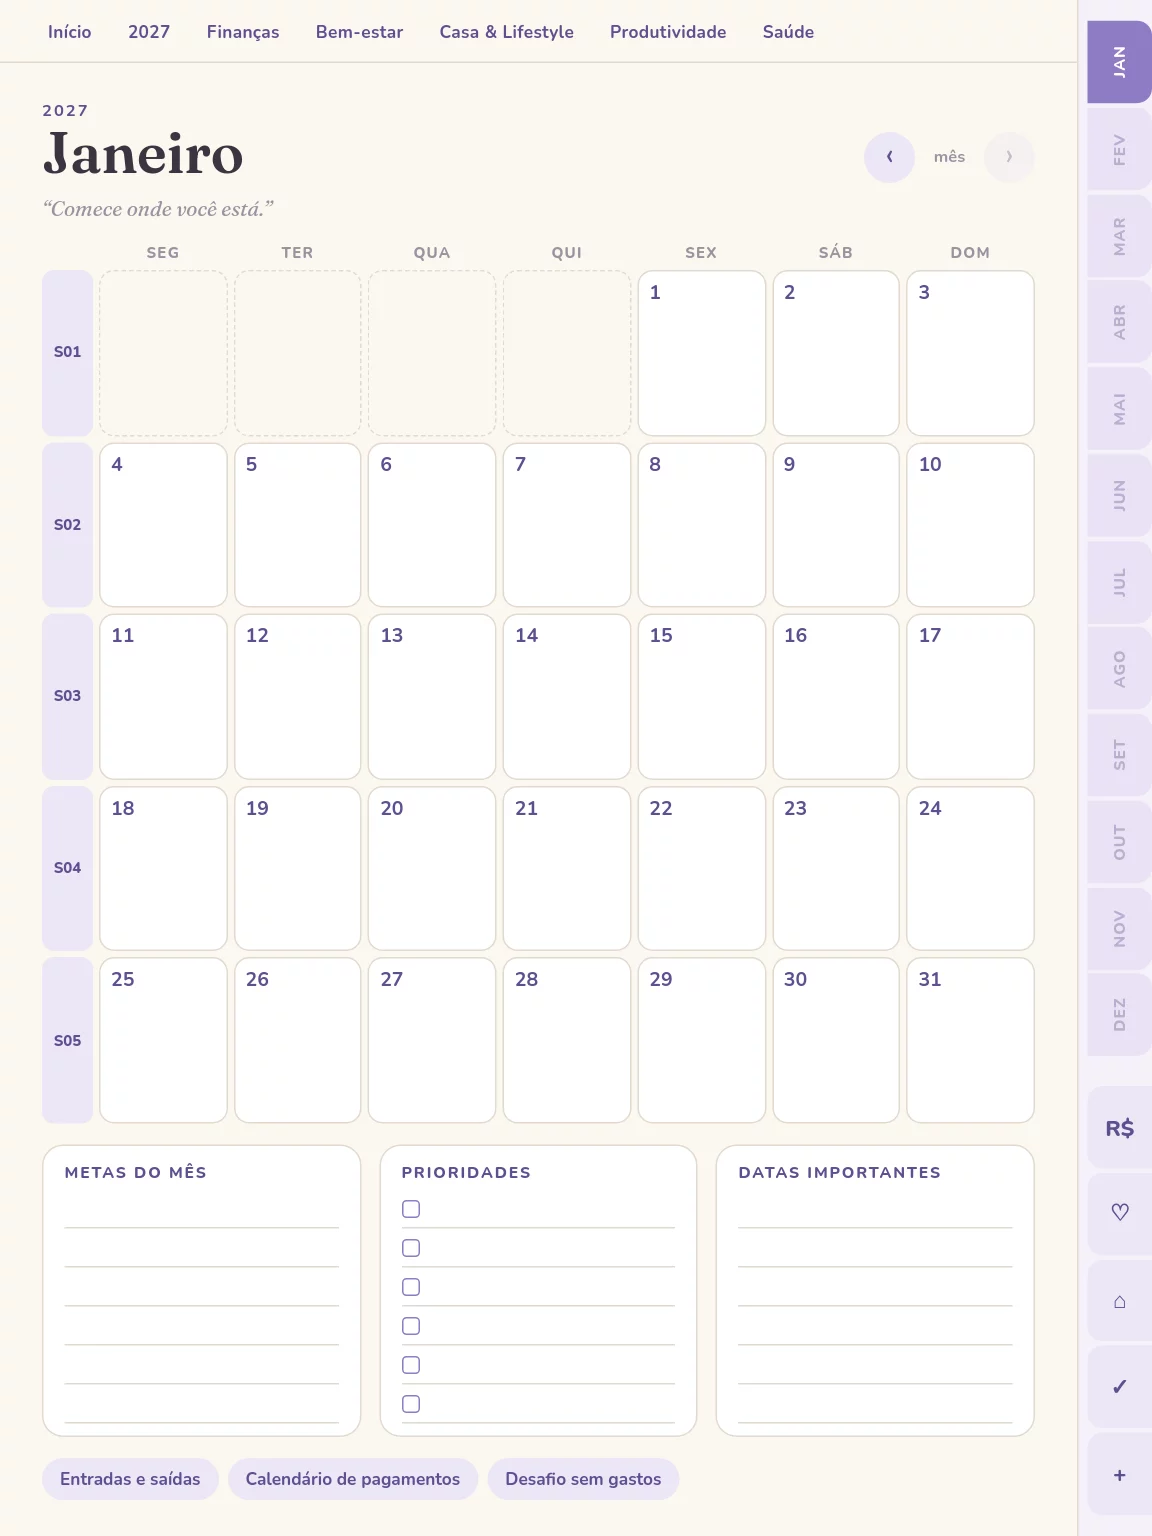 Início 2027 Finanças Bem-estar Casa & Lifestyle Produtividade Saúde
2027
Janeiro
“Comece onde você está.”
‹ mês ›
SEG TER QUA QUI SEX SÁB DOM
S01 1 2 3
S02 4 5 6 7 8 9 10
S03 11 12 13 14 15 16 17
S04 18 19 20 21 22 23 24
S05 25 26 27 28 29 30 31
METAS DO MÊS
PRIORIDADES
DATAS IMPORTANTES
Entradas e saídas
Calendário de pagamentos
Desafio sem gastos
JAN
FEV
MAR
ABR
MAI
JUN
JUL
AGO
SET
OUT
NOV
DEZ
R$
♡
⌂
✓
+